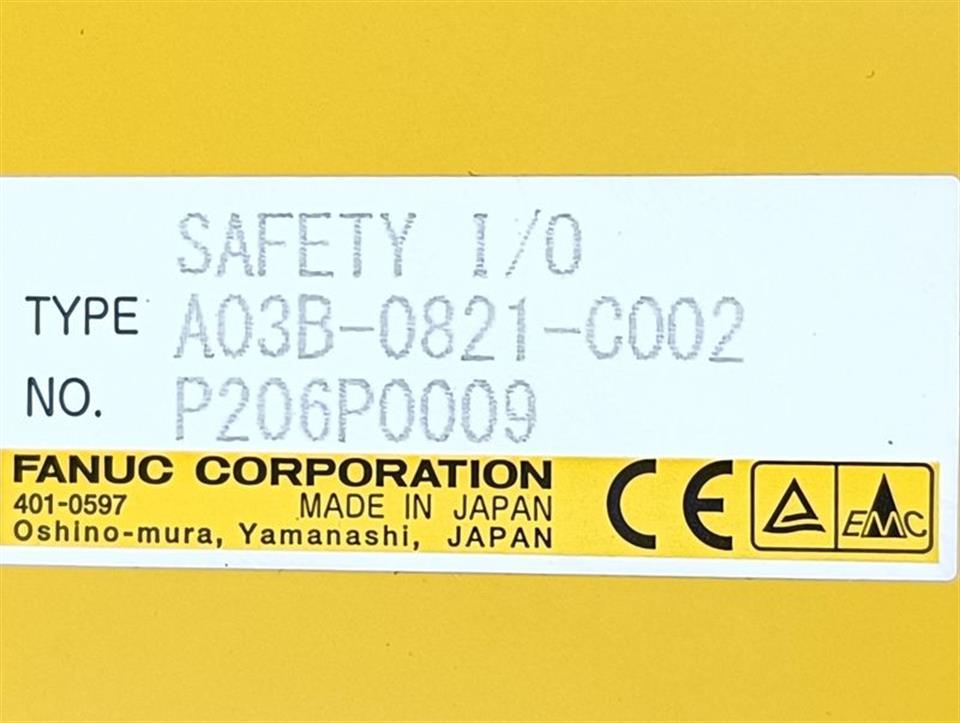 SAFETY I/O
TYPE A03B-0821-C002
NO. P206P0009
FANUC CORPORATION
401-0597 MADE IN JAPAN
Oshino-mura, Yamanashi, JAPAN
CE
EMC